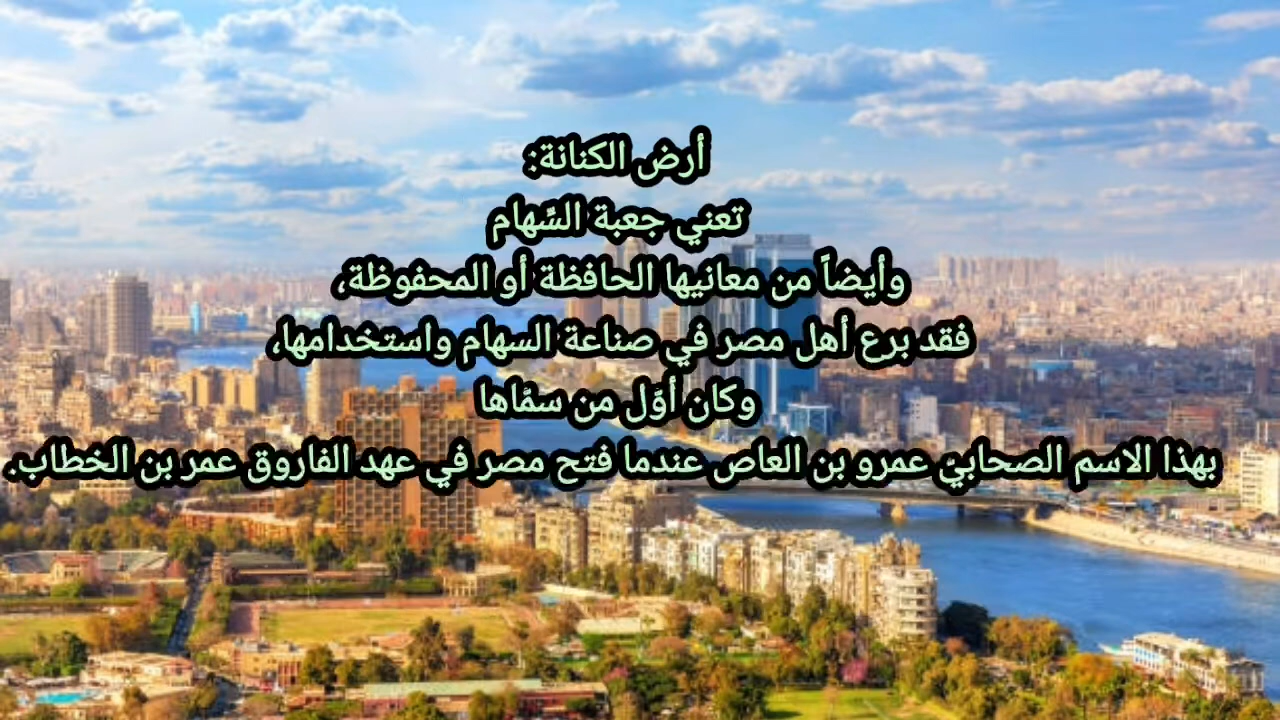 أرض الكنانة:
تعني جعبة السِّهام
وأيضاً من معانيها الحافظة أو المحفوظة،
فقد برع أهل مصر في صناعة السهام واستخدامها،
وكان أوّل من سمَّاها
بهذا الاسم الصحابيّ عمرو بن العاص عندما فتح مصر في عهد الفاروق عمر بن الخطاب.